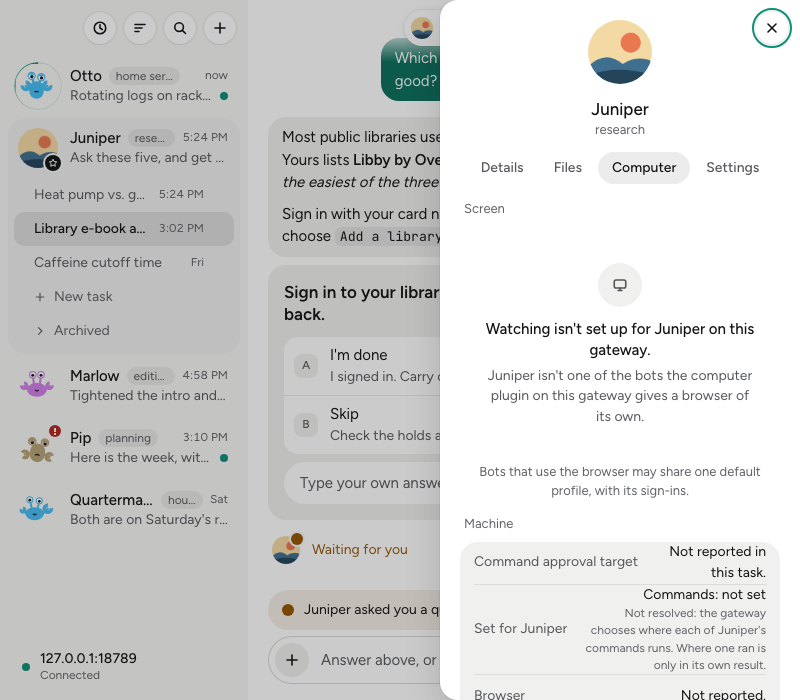 Otto home ser... now
Rotating logs on rack...
Juniper rese... 5:24 PM
Ask these five, and get ...
Heat pump vs. g... 5:24 PM
Library e-book a... 3:02 PM
Caffeine cutoff time Fri
New task
Archived
Marlow editi... 4:58 PM
Tightened the intro and...
Pip planning 3:10 PM
Here is the week, wit...
Quarterma... hou... Sat
Both are on Saturday's r...
127.0.0.1:18789
Connected
Which
good?
Most public libraries use
Yours lists Libby by Ove
the easiest of the three
Sign in with your card n
choose Add a library
Sign in to your librar
back.
A I'm done
I signed in. Carry o
B Skip
Check the holds a
Type your own answe
Waiting for you
Juniper asked you a q
Answer above, or
Juniper
research
Details Files Computer Settings
Screen
Watching isn't set up for Juniper on this
gateway.
Juniper isn't one of the bots the computer
plugin on this gateway gives a browser of
its own.
Bots that use the browser may share one default
profile, with its sign-ins.
Machine
Command approval target Not reported in
this task.
Set for Juniper Commands: not set
Not resolved: the gateway
chooses where each of Juniper's
commands runs. Where one ran is
only in its own result.
Browser Not reported.